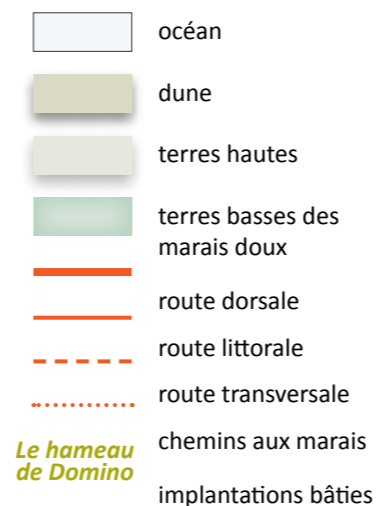 océan
dune
terres hautes
terres basses des
marais doux
route dorsale
route littorale
route transversale
chemins aux marais
Le hameau
de Domino
implantations bâties